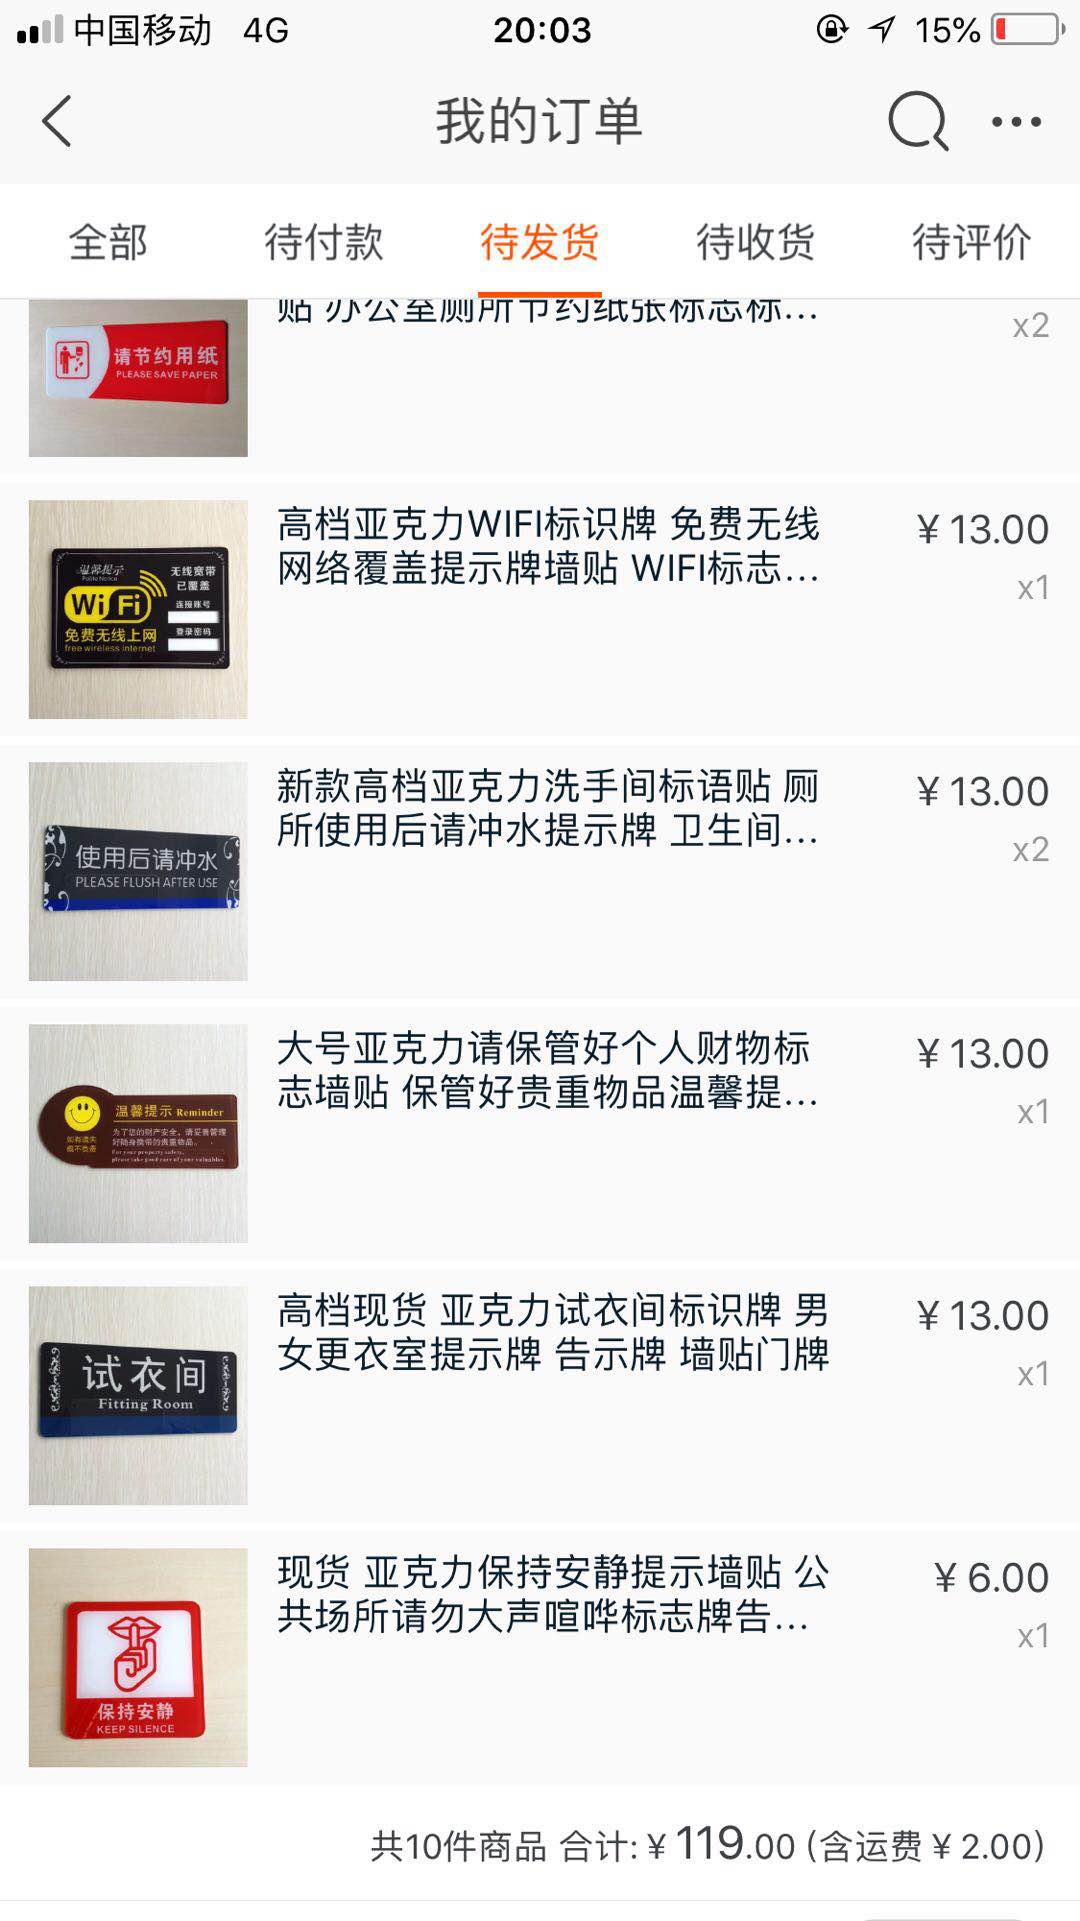 中国移动 4G 20:03 15%
我的订单
全部 待付款 待发货 待收货 待评价
贴 办公室厕所节约纸张标志标...
x2
请节约用纸
PLEASE SAVE PAPER
高档亚克力WIFI标识牌 免费无线
网络覆盖提示牌墙贴 WIFI标志...
¥ 13.00
x1
温馨提示
Polite Notice
无线宽带
已覆盖
WiFi
连接账号
登录密码
免费无线上网
free wireless internet
新款高档亚克力洗手间标语贴 厕
所使用后请冲水提示牌 卫生间...
¥ 13.00
x2
使用后请冲水
PLEASE FLUSH AFTER USE
大号亚克力请保管好个人财物标
志墙贴 保管好贵重物品温馨提...
¥ 13.00
x1
温馨提示 Reminder
如有遗失
概不负责
为了您的财产安全，请妥善管理
好随身携带的贵重物品。
For your property safety,
please take good care of your valuables.
高档现货 亚克力试衣间标识牌 男
女更衣室提示牌 告示牌 墙贴门牌
¥ 13.00
x1
试衣间
Fitting Room
现货 亚克力保持安静提示墙贴 公
共场所请勿大声喧哗标志牌告...
¥ 6.00
x1
保持安静
KEEP SILENCE
共10件商品 合计: ¥ 119.00 (含运费 ¥ 2.00)